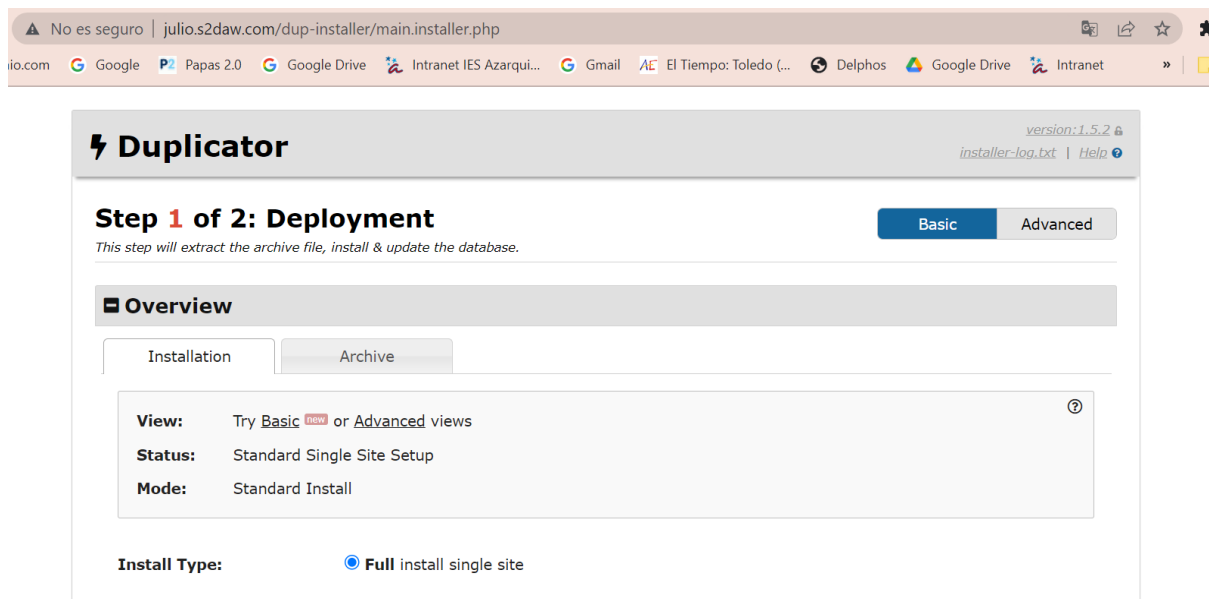 No es seguro | julio.s2daw.com/dup-installer/main.installer.php
io.com Google P2 Papas 2.0 Google Drive Intranet IES Azarqui... Gmail AE El Tiempo: Toledo (... Delphos Google Drive Intranet »
Duplicator
version:1.5.2
installer-log.txt | Help
Step 1 of 2: Deployment
Basic Advanced
This step will extract the archive file, install & update the database.
Overview
Installation Archive
View: Try Basic new or Advanced views
Status: Standard Single Site Setup
Mode: Standard Install
Install Type: Full install single site